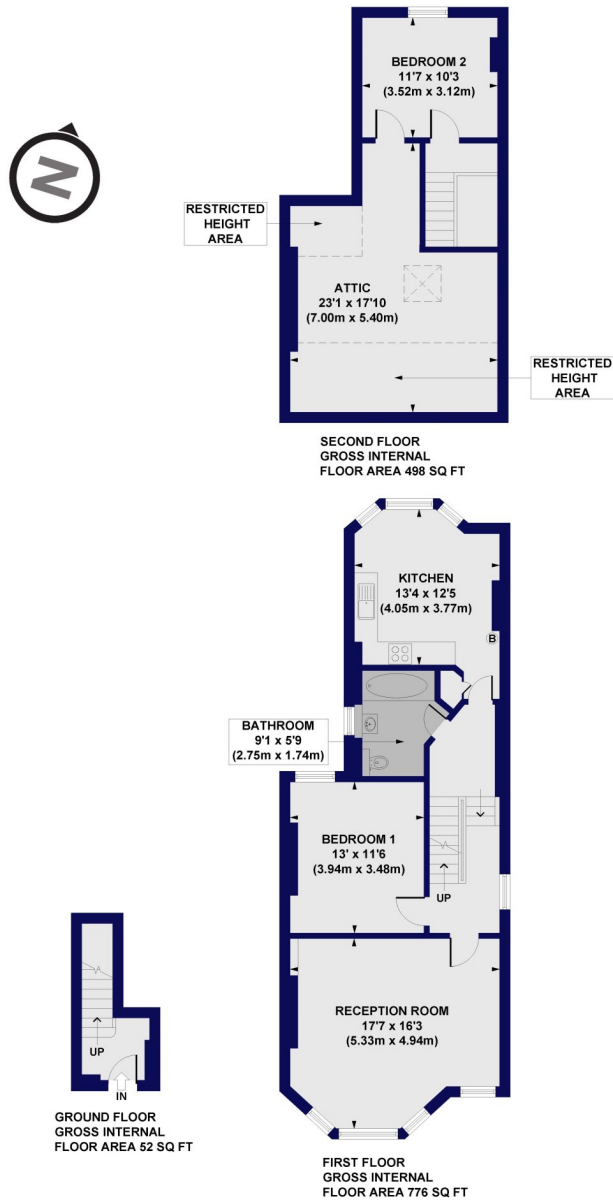 BEDROOM 2
11'7 x 10'3
(3.52m x 3.12m)
N
RESTRICTED
HEIGHT
AREA
ATTIC
23'1 x 17'10
(7.00m x 5.40m)
RESTRICTED
HEIGHT
AREA
SECOND FLOOR
GROSS INTERNAL
FLOOR AREA 498 SQ FT
KITCHEN
13'4 x 12'5
(4.05m x 3.77m)
B
BATHROOM
9'1 x 5'9
(2.75m x 1.74m)
BEDROOM 1
13' x 11'6
(3.94m x 3.48m)
UP
RECEPTION ROOM
17'7 x 16'3
(5.33m x 4.94m)
UP
IN
GROUND FLOOR
GROSS INTERNAL
FLOOR AREA 52 SQ FT
FIRST FLOOR
GROSS INTERNAL
FLOOR AREA 776 SQ FT